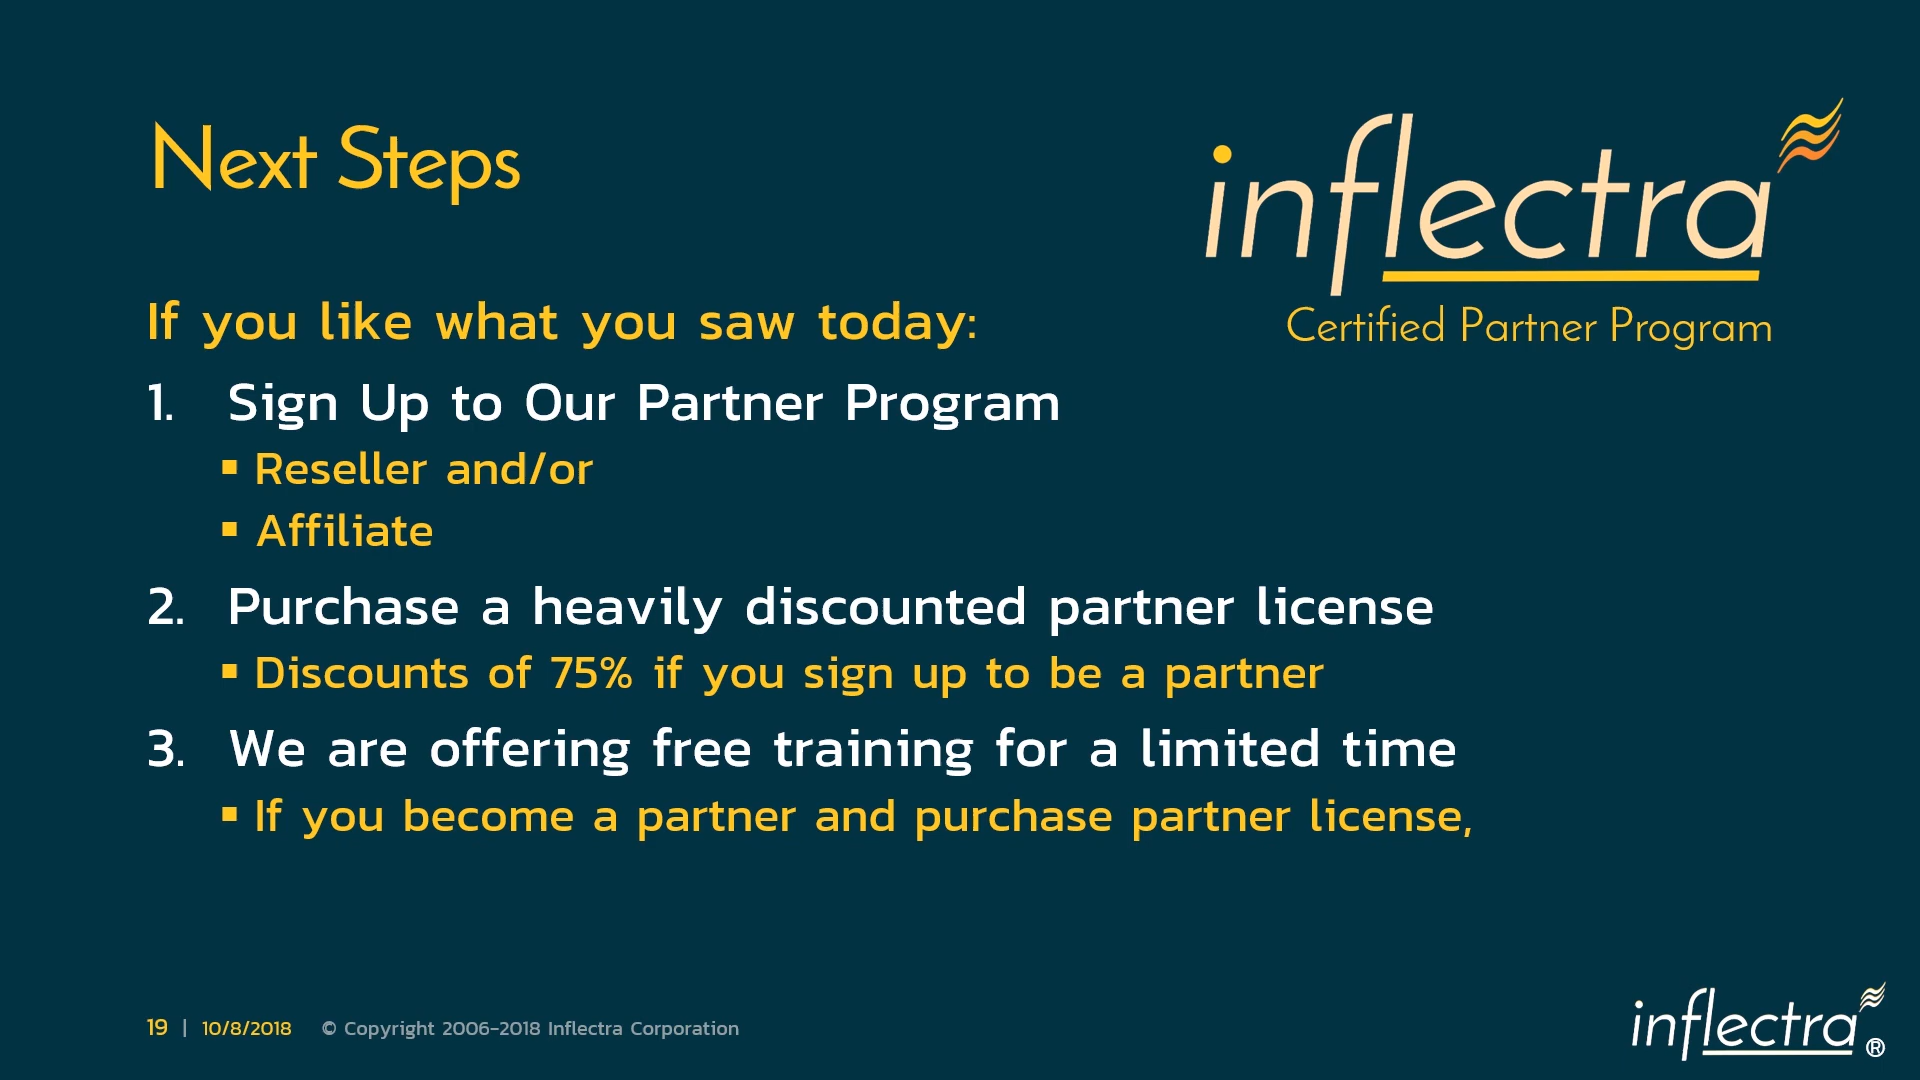 Next Steps
inflectra
Certified Partner Program
If you like what you saw today:
1. Sign Up to Our Partner Program
▪ Reseller and/or
▪ Affiliate
2. Purchase a heavily discounted partner license
▪ Discounts of 75% if you sign up to be a partner
3. We are offering free training for a limited time
▪ If you become a partner and purchase partner license,
19 | 10/8/2018 © Copyright 2006-2018 Inflectra Corporation
inflectra®